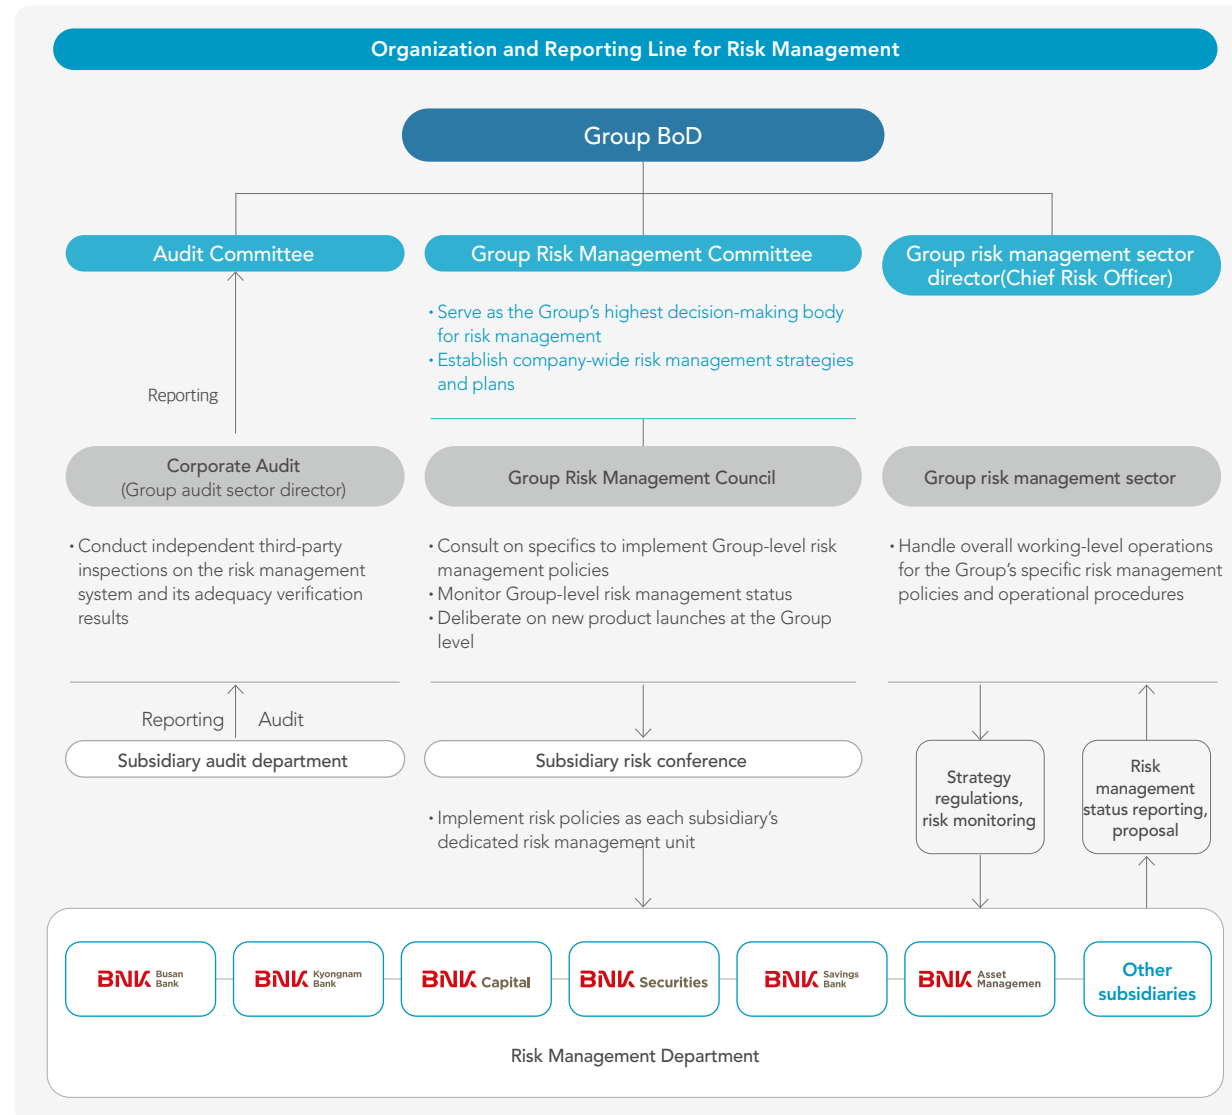 Organization and Reporting Line for Risk Management
Group BoD
Audit Committee
Group Risk Management Committee
Group risk management sector
director(Chief Risk Officer)
· Serve as the Group's highest decision-making body
for risk management
· Establish company-wide risk management strategies
and plans
Reporting
Corporate Audit
(Group audit sector director)
Group Risk Management Council
Group risk management sector
· Conduct independent third-party
inspections on the risk management
system and its adequacy verification
results
· Consult on specifics to implement Group-level risk
management policies
· Monitor Group-level risk management status
· Deliberate on new product launches at the Group
level
· Handle overall working-level operations
for the Group's specific risk management
policies and operational procedures
Reporting
Audit
Subsidiary audit department
Subsidiary risk conference
· Implement risk policies as each subsidiary's
dedicated risk management unit
Strategy
regulations,
risk monitoring
Risk
management
status reporting,
proposal
BNK Busan
Bank
BNK Kyongnam
Bank
BNK Capital
BNK Securities
BNK Savings
Bank
BNK Asset
Managemen
Other
subsidiaries
Risk Management Department